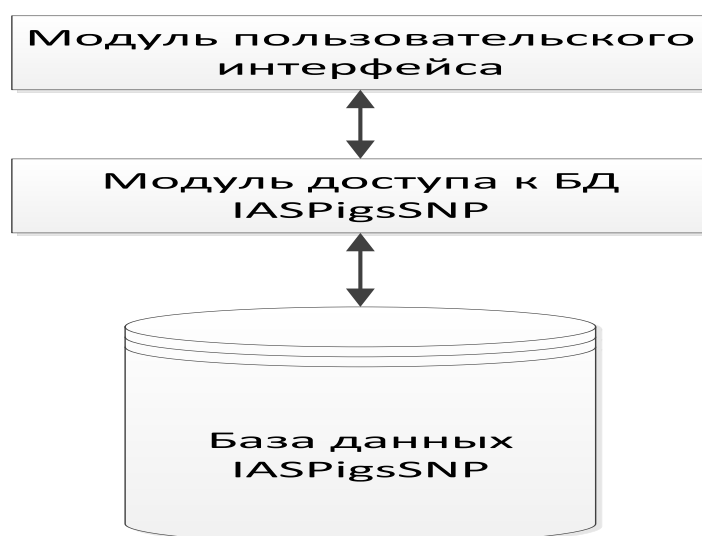 Модуль пользовательского
интерфейса
Модуль доступа к БД
IASPigsSNP
База данных
IASPigsSNP